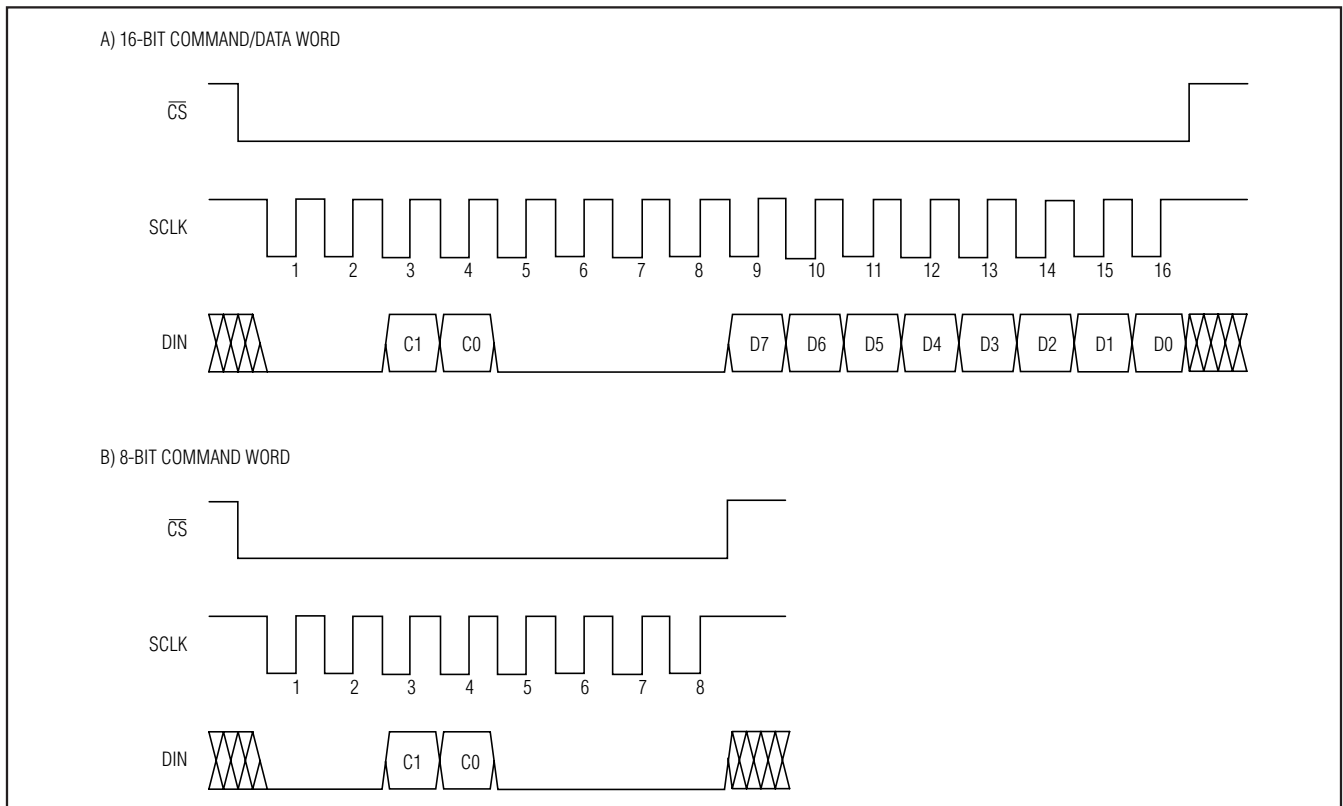 A) 16-BIT COMMAND/DATA WORD
CS
SCLK
1 2 3 4 5 6 7 8 9 10 11 12 13 14 15 16
DIN
C1 C0 D7 D6 D5 D4 D3 D2 D1 D0
B) 8-BIT COMMAND WORD
CS
SCLK
1 2 3 4 5 6 7 8
DIN
C1 C0